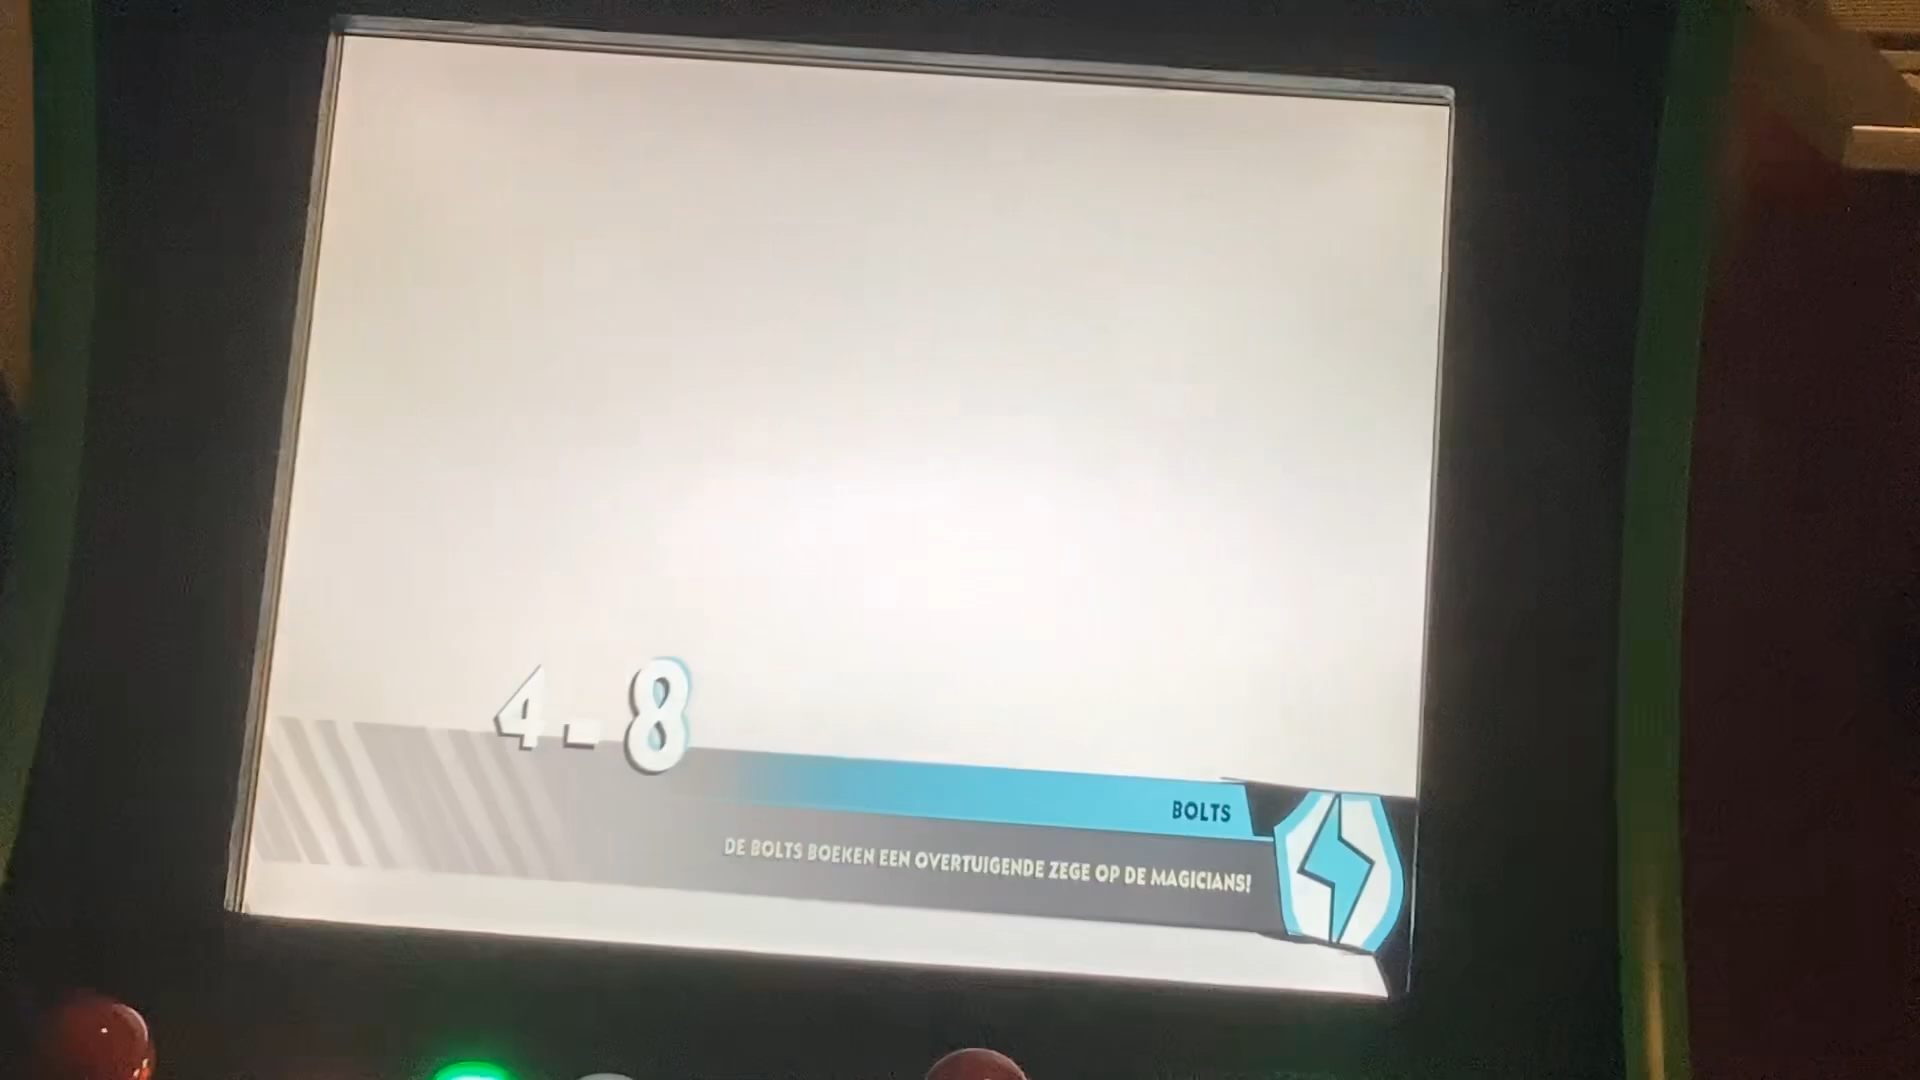 4 - 8
BOLTS
DE BOLTS BOEKEN EEN OVERTUIGENDE ZEGE OP DE MAGICIANS!